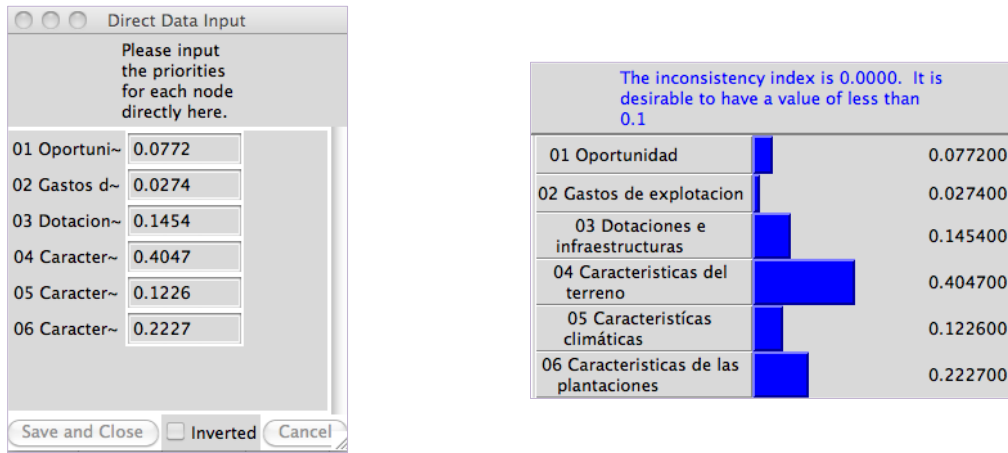 Direct Data Input
Please input
the priorities
for each node
directly here.
01 Oportuni~ 0.0772
02 Gastos d~ 0.0274
03 Dotacion~ 0.1454
04 Caracter~ 0.4047
05 Caracter~ 0.1226
06 Caracter~ 0.2227
Save and Close Inverted Cancel
The inconsistency index is 0.0000. It is
desirable to have a value of less than
0.1
01 Oportunidad 0.077200
02 Gastos de explotacion 0.027400
03 Dotaciones e
infraestructuras 0.145400
04 Caracteristicas del
terreno 0.404700
05 Característícas
climáticas 0.122600
06 Caracteristicas de las
plantaciones 0.222700